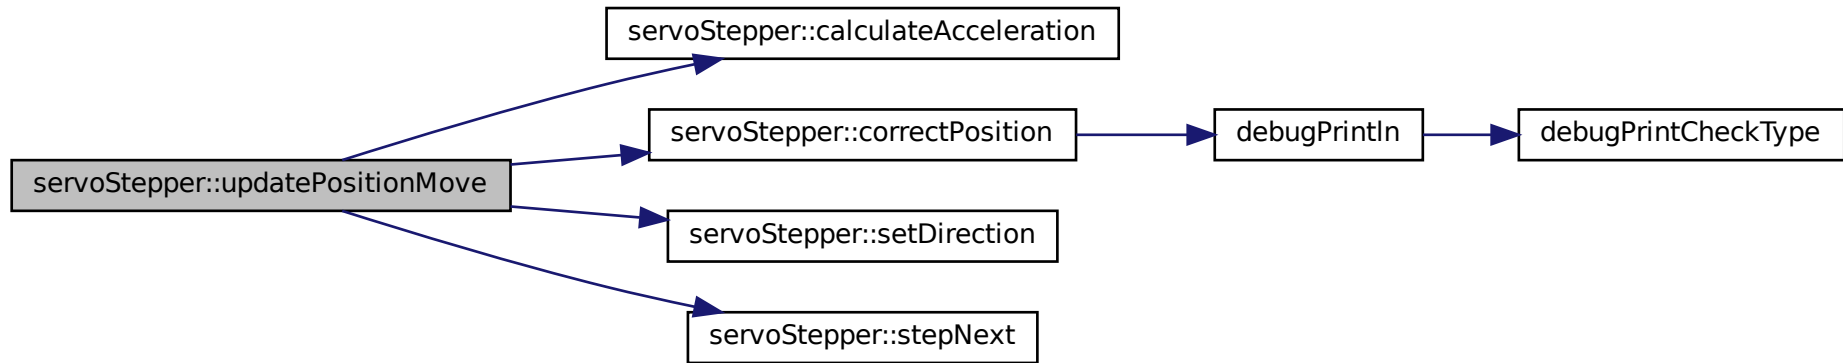 servoStepper::calculateAcceleration
servoStepper::correctPosition
debugPrintln
debugPrintCheckType
servoStepper::updatePositionMove
servoStepper::setDirection
servoStepper::stepNext